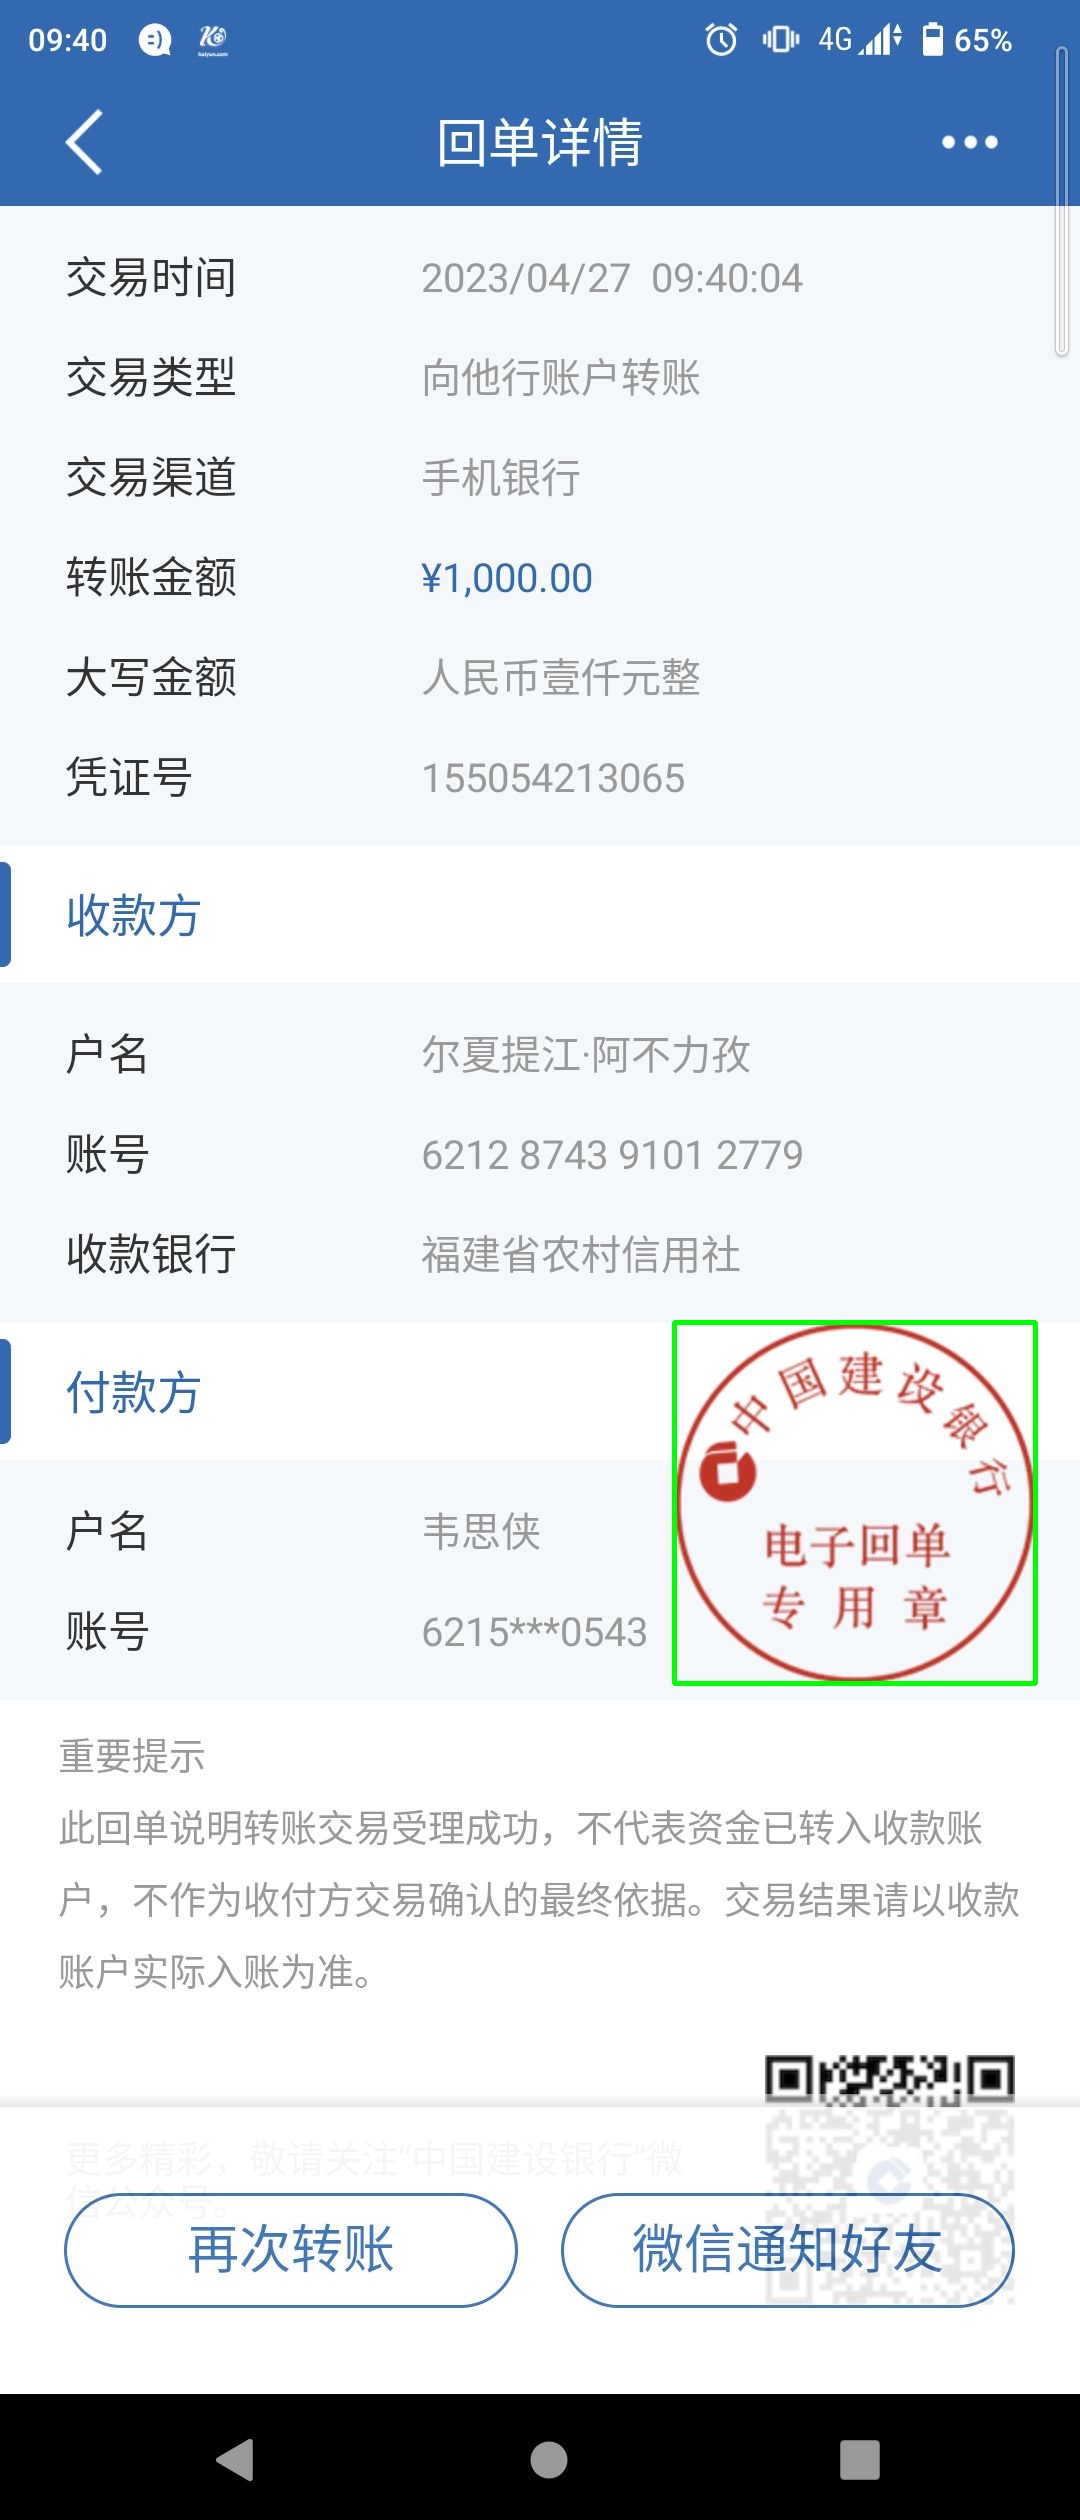 09:40
4G
65%
回单详情
交易时间 2023/04/27 09:40:04
交易类型 向他行账户转账
交易渠道 手机银行
转账金额 ¥1,000.00
大写金额 人民币壹仟元整
凭证号 155054213065
收款方
户名 尔夏提江·阿不力孜
账号 6212 8743 9101 2779
收款银行 福建省农村信用社
付款方
中国建设银行
电子回单
专用章
户名 韦思侠
账号 6215***0543
重要提示
此回单说明转账交易受理成功，不代表资金已转入收款账
户，不作为收付方交易确认的最终依据。交易结果请以收款
账户实际入账为准。
更多精彩，敬请关注“中国建设银行”微
信公众号。
再次转账
微信通知好友